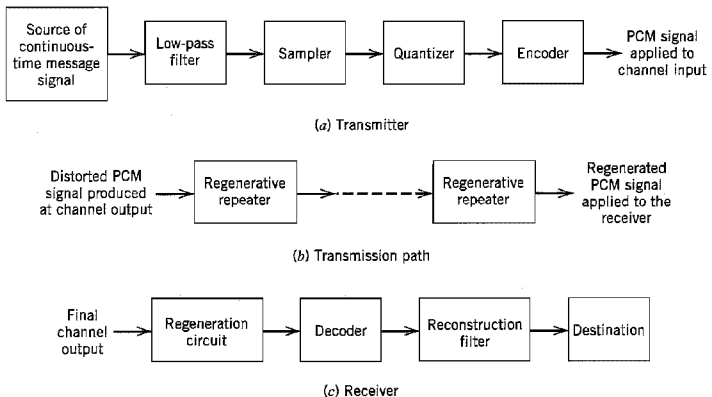 Source of
continuous-
time message
signal
Low-pass
filter
Sampler
Quantizer
Encoder
PCM signal
applied to
channel input
(a) Transmitter
Distorted PCM
signal produced
at channel output
Regenerative
repeater
Regenerative
repeater
Regenerated
PCM signal
applied to the
receiver
(b) Transmission path
Final
channel
output
Regeneration
circuit
Decoder
Reconstruction
filter
Destination
(c) Receiver